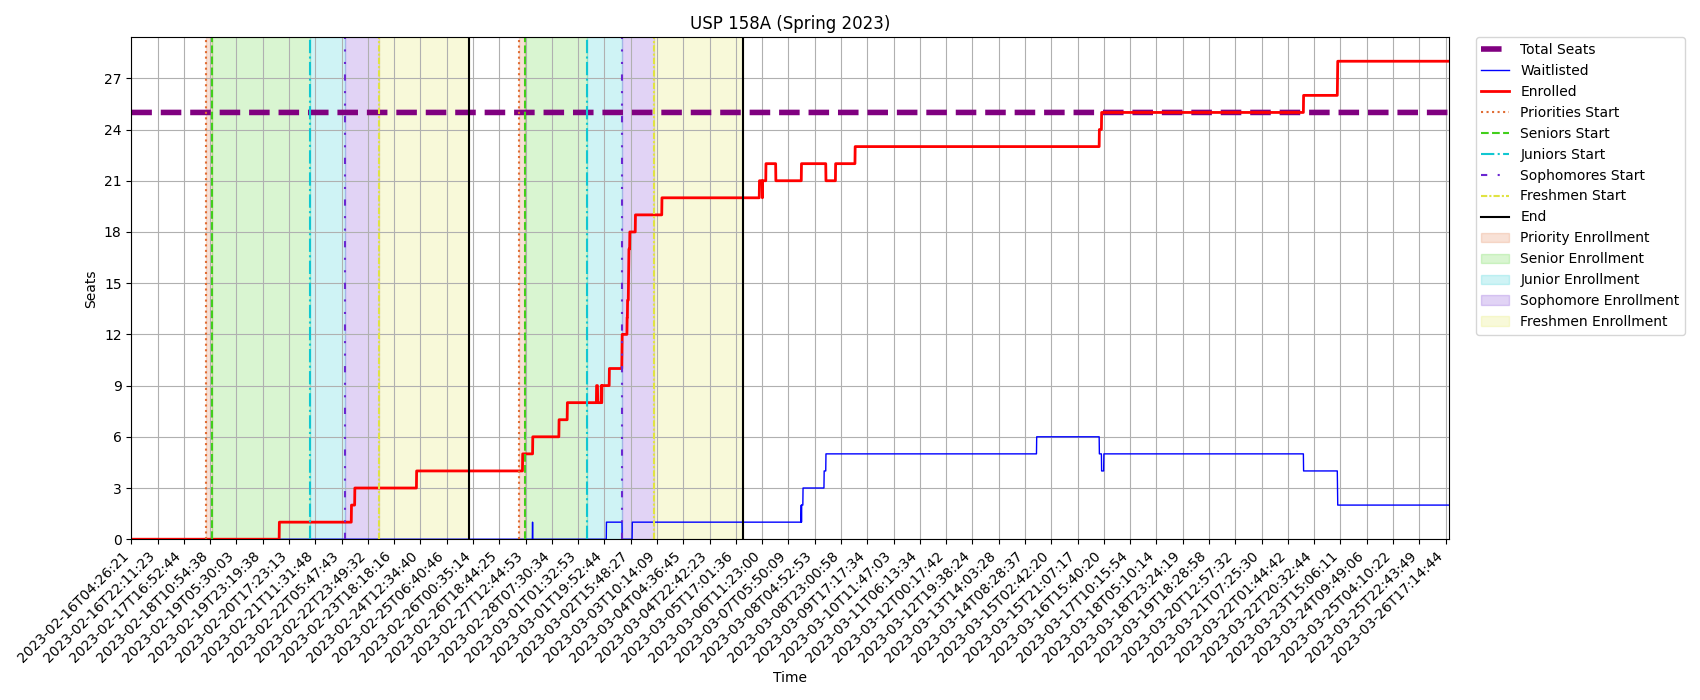 USP 158A (Spring 2023)
Seats
27
24
21
18
15
12
9
6
3
0
2023-02-16T04:26:21
2023-02-16T22:11:23
2023-02-17T16:52:44
2023-02-18T10:54:38
2023-02-19T05:30:03
2023-02-19T23:19:38
2023-02-20T17:23:13
2023-02-21T11:31:48
2023-02-22T05:47:43
2023-02-22T23:49:32
2023-02-23T18:18:16
2023-02-24T12:34:40
2023-02-25T06:40:46
2023-02-26T00:35:14
2023-02-26T18:44:25
2023-02-27T12:44:53
2023-02-28T07:30:34
2023-03-01T01:32:53
2023-03-01T19:52:44
2023-03-02T15:48:27
2023-03-03T10:14:09
2023-03-04T04:36:45
2023-03-04T22:42:23
2023-03-05T17:01:36
2023-03-06T11:23:00
2023-03-07T05:50:09
2023-03-08T04:52:53
2023-03-08T23:00:58
2023-03-09T17:17:34
2023-03-10T11:47:03
2023-03-11T06:13:34
2023-03-12T00:17:42
2023-03-12T19:38:24
2023-03-13T14:03:28
2023-03-14T08:28:37
2023-03-15T02:42:20
2023-03-15T21:07:17
2023-03-16T15:40:20
2023-03-17T10:15:54
2023-03-18T05:10:14
2023-03-18T23:24:19
2023-03-19T18:28:58
2023-03-20T12:57:32
2023-03-21T07:25:30
2023-03-22T01:44:42
2023-03-22T20:32:44
2023-03-23T15:06:11
2023-03-24T09:49:06
2023-03-25T04:10:22
2023-03-25T22:43:49
2023-03-26T17:14:44
Time
Total Seats
Waitlisted
Enrolled
Priorities Start
Seniors Start
Juniors Start
Sophomores Start
Freshmen Start
End
Priority Enrollment
Senior Enrollment
Junior Enrollment
Sophomore Enrollment
Freshmen Enrollment